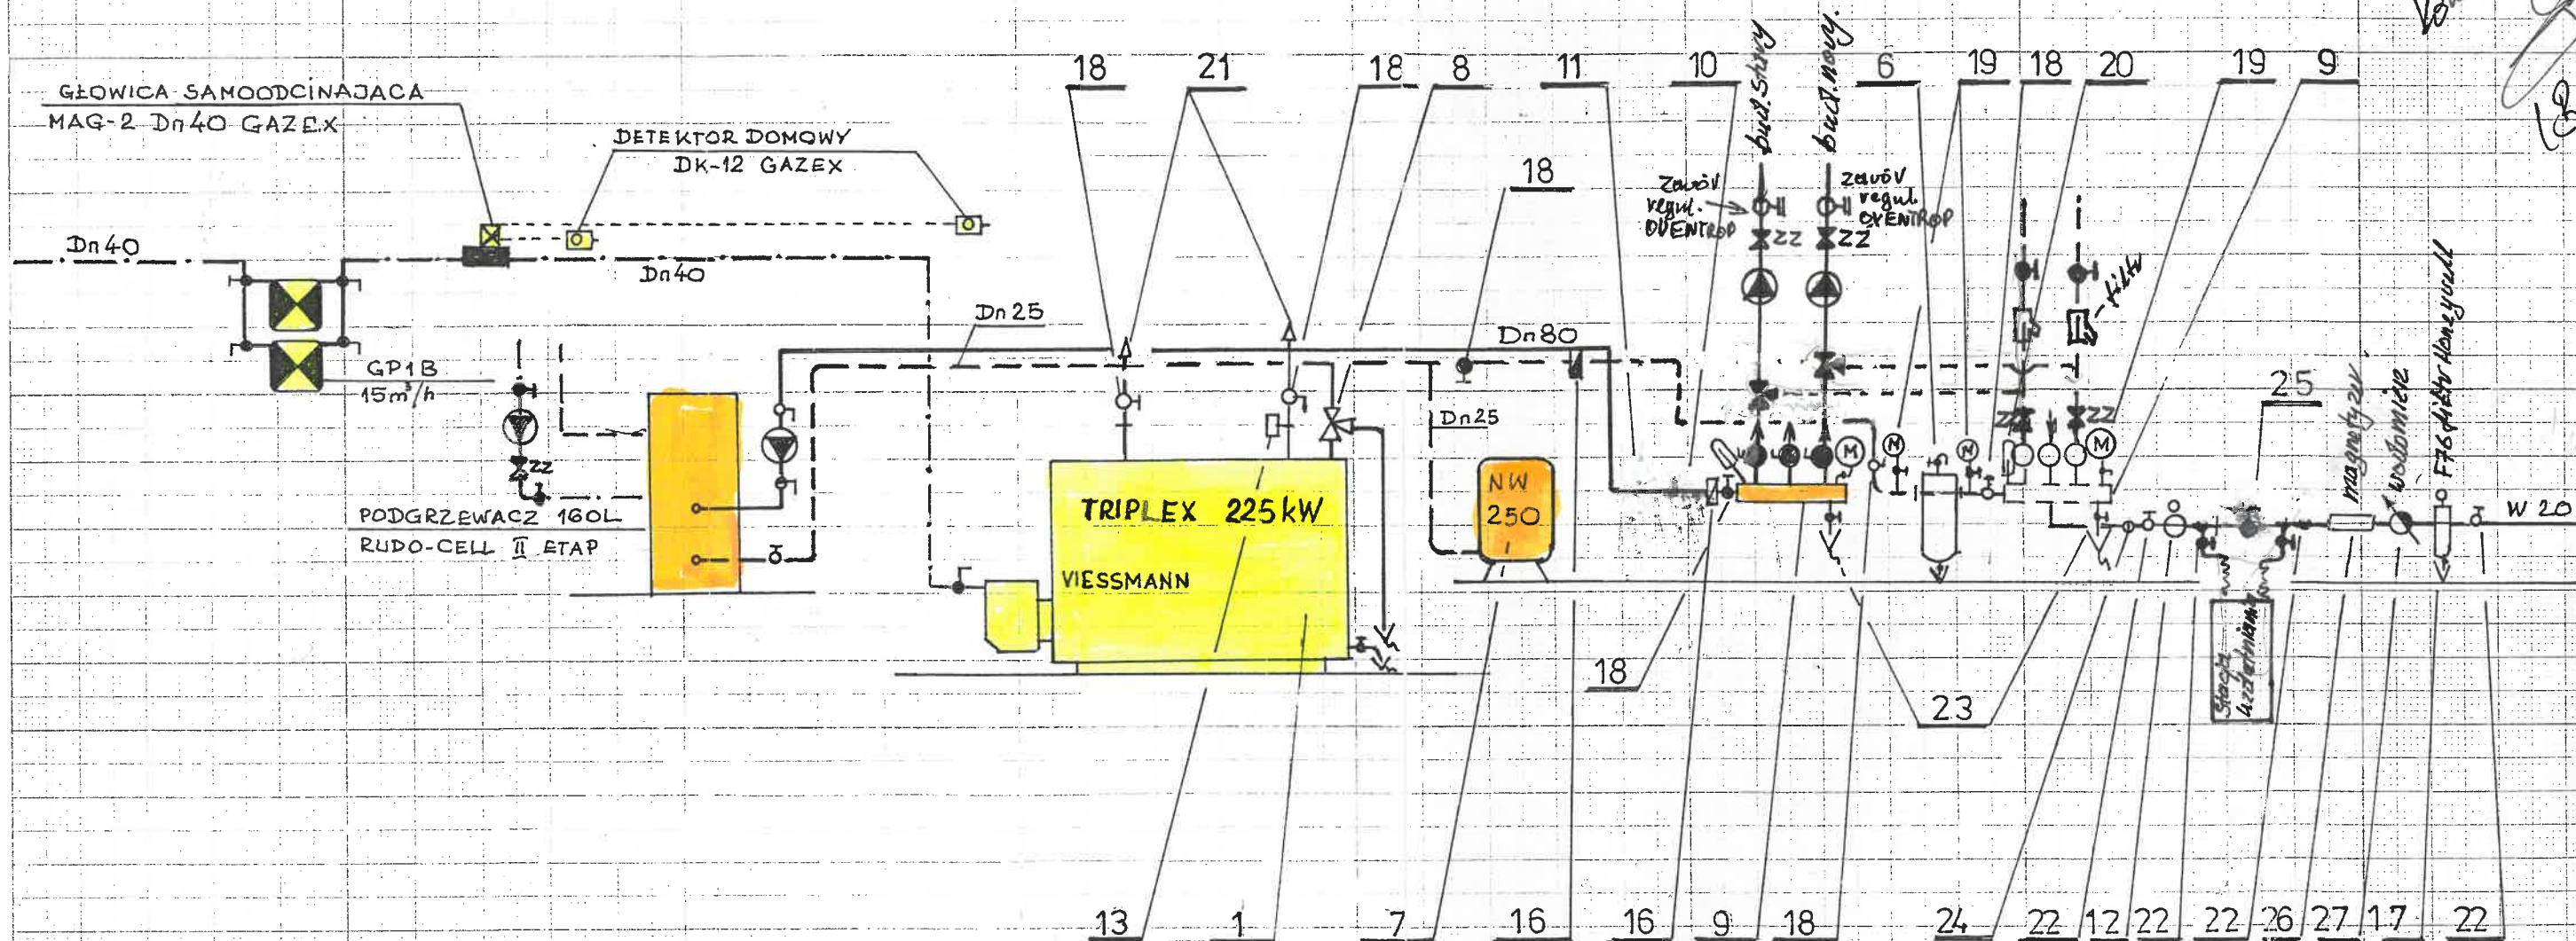 18 21 18 8 11 10 bud. stary bud. nowy. 6 19 18 20 19 9
GŁOWICA SAMOODCINAJĄCA
MAG-2 Dn40 GAZEX
DETEKTOR DOMOWY
DK-12 GAZEX
18
zawór
regul.
OVENTROP
zawór
regul.
OVENTROP
ZZ
ZZ
Dn40
Dn40
filtr
Dn25
Dn80
GP1B
15m³/h
Dn25
25
magnetyzer
wodomierz
F76 filtr Honeywell
ZZ
ZZ
ZZ
M
M
NW
250
TRIPLEX 225kW
VIESSMANN
PODGRZEWACZ 160L
RUDO-CELL II ETAP
W 20
Stacja
uzdatniania
18
23
13 1 7 16 16 9 18 24 22 12 22 22 26 27 17 22